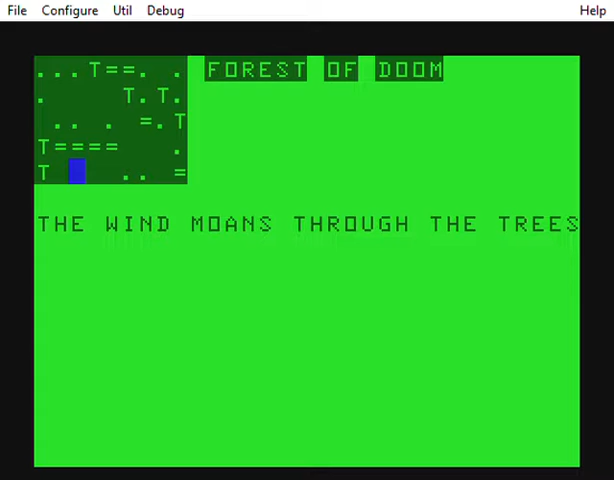 File Configure Util Debug Help
...T==. . FOREST OF DOOM
. T.T.
.. . =.T
T==== .
T .. =
THE WIND MOANS THROUGH THE TREES